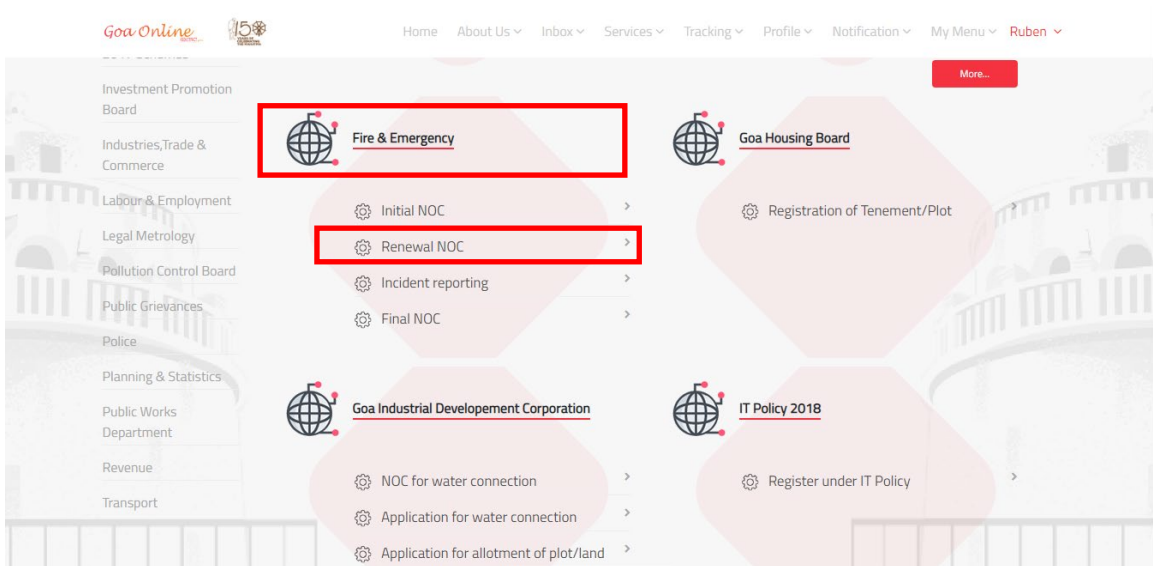 Goa Online
150
Home About Us Inbox Services Tracking Profile Notification My Menu Ruben
More...
Investment Promotion
Board
Industries,Trade &
Commerce
Labour & Employment
Legal Metrology
Pollution Control Board
Public Grievances
Police
Planning & Statistics
Public Works
Department
Revenue
Transport
Fire & Emergency
Initial NOC
Renewal NOC
Incident reporting
Final NOC
Goa Housing Board
Registration of Tenement/Plot
Goa Industrial Developement Corporation
NOC for water connection
Application for water connection
Application for allotment of plot/land
IT Policy 2018
Register under IT Policy